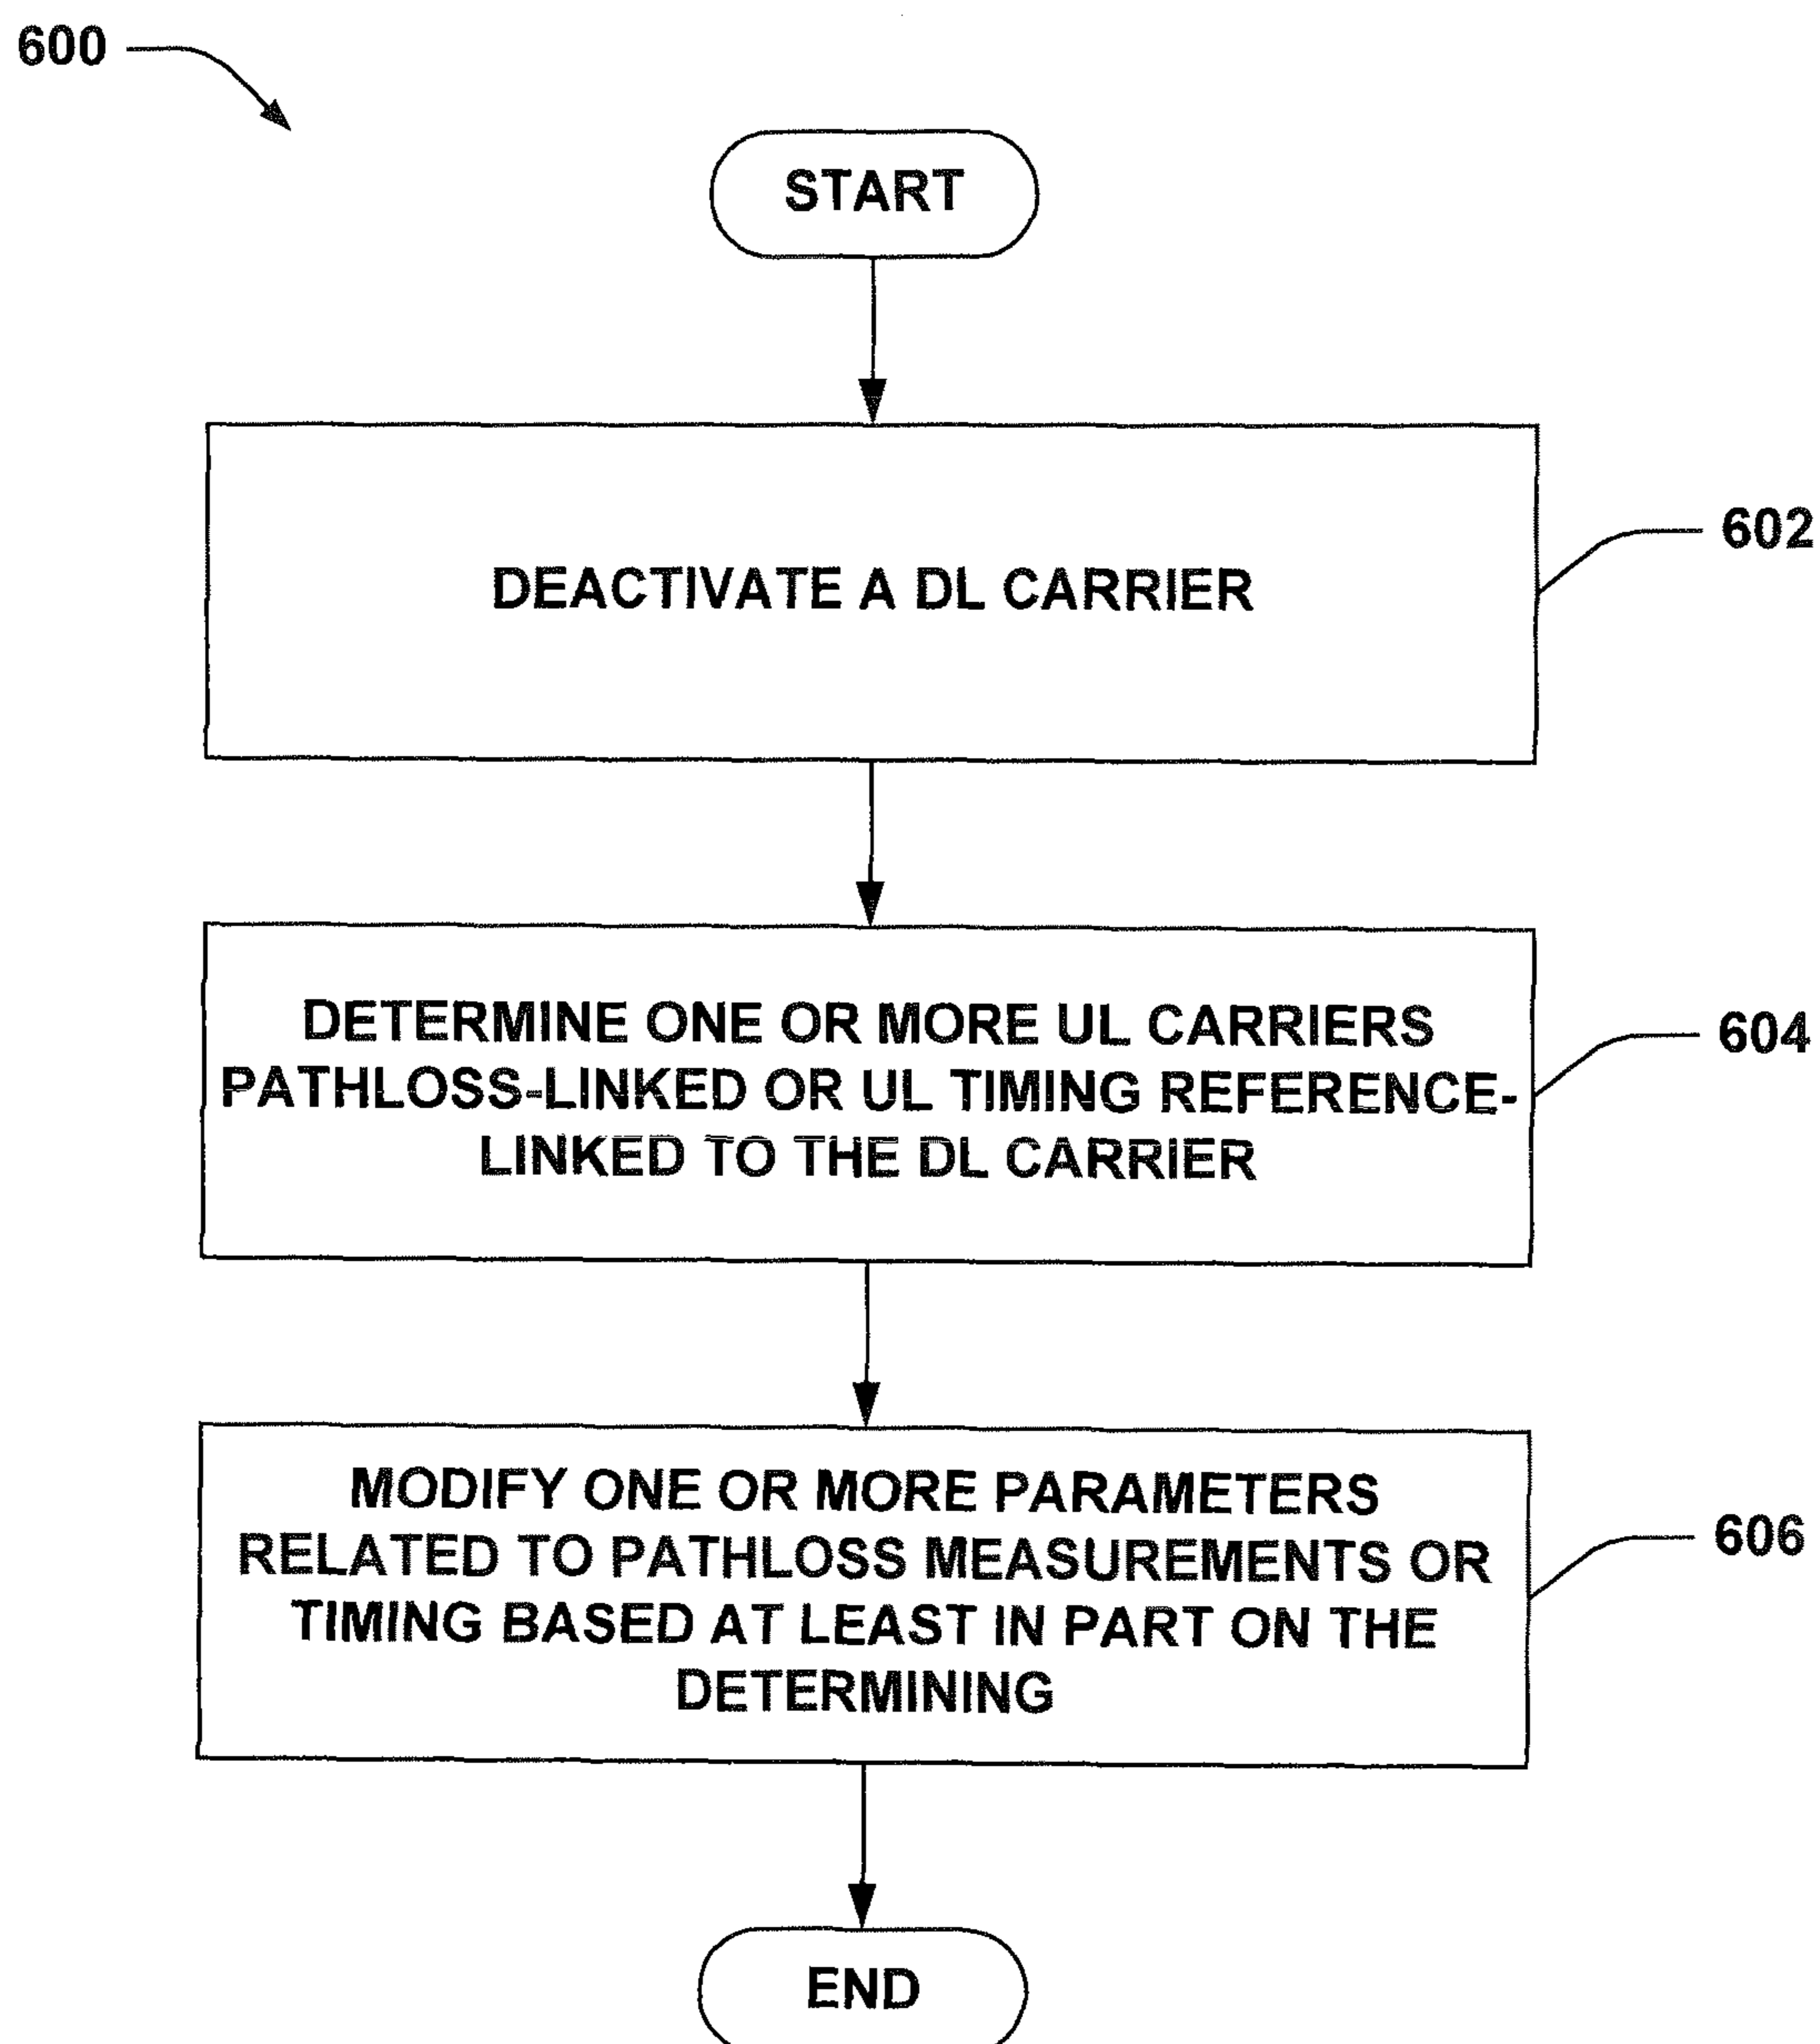 600
START
DEACTIVATE A DL CARRIER
602
DETERMINE ONE OR MORE UL CARRIERS
PATHLOSS-LINKED OR UL TIMING REFERENCE-
LINKED TO THE DL CARRIER
604
MODIFY ONE OR MORE PARAMETERS
RELATED TO PATHLOSS MEASUREMENTS OR
TIMING BASED AT LEAST IN PART ON THE
DETERMINING
606
END